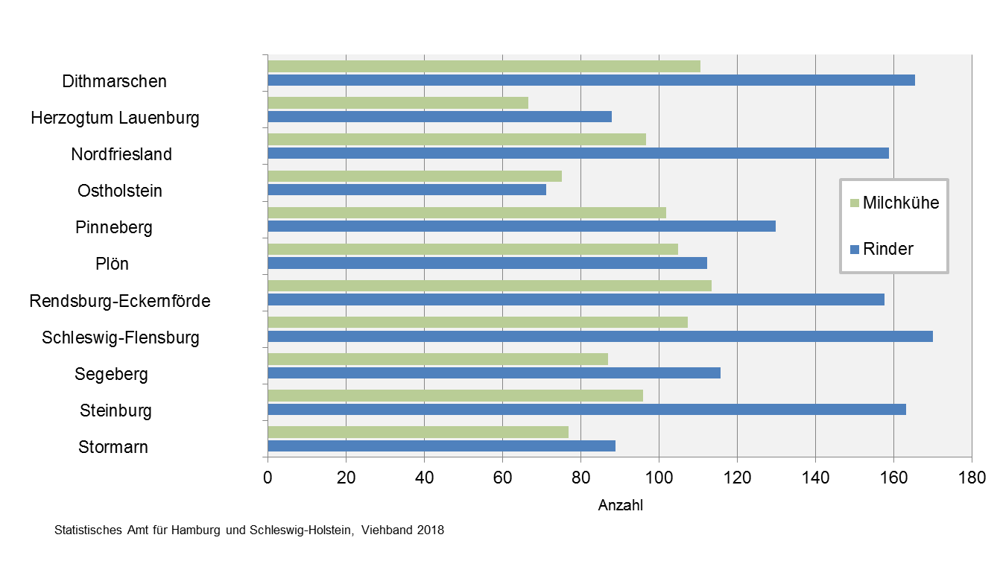 Dithmarschen
Herzogtum Lauenburg
Nordfriesland
Ostholstein
Pinneberg
Plön
Rendsburg-Eckernförde
Schleswig-Flensburg
Segeberg
Steinburg
Stormarn
Milchkühe
Rinder
0 20 40 60 80 100 120 140 160 180
Anzahl
Statistisches Amt für Hamburg und Schleswig-Holstein, Viehband 2018